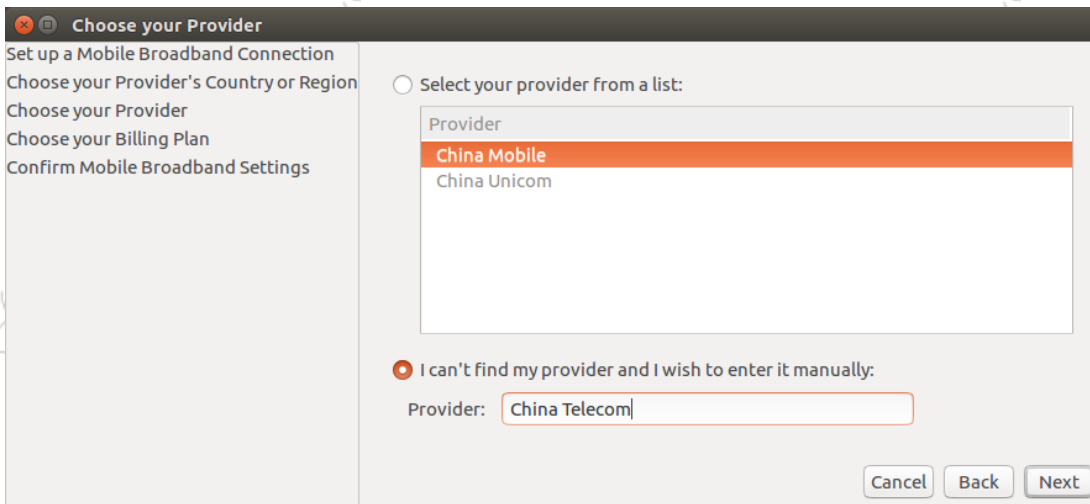 Choose your Provider
Set up a Mobile Broadband Connection
Choose your Provider's Country or Region
Choose your Provider
Choose your Billing Plan
Confirm Mobile Broadband Settings
Select your provider from a list:
Provider
China Mobile
China Unicom
I can't find my provider and I wish to enter it manually:
Provider: China Telecom
Cancel Back Next